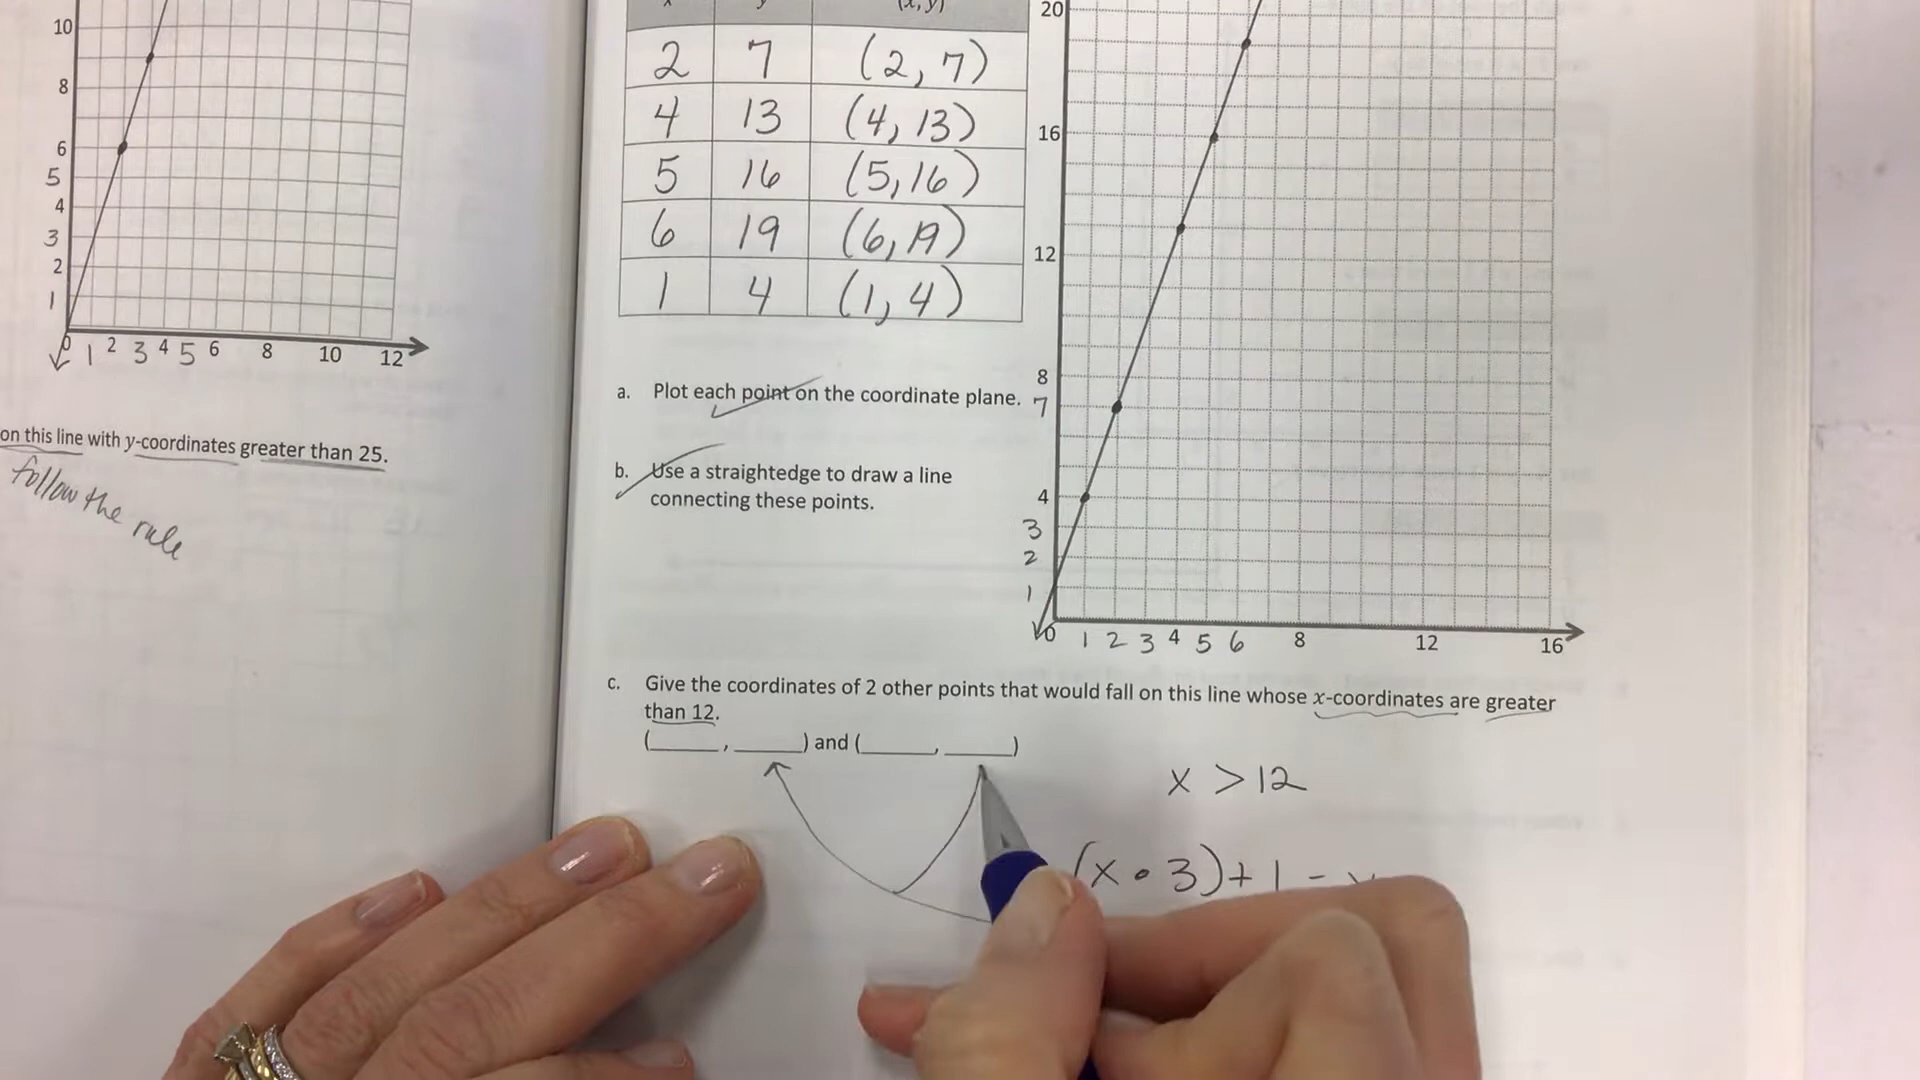 10
8
6
5
4
3
2
1
0 1 2 3 4 5 6 8 10 12
on this line with y-coordinates greater than 25.
follow the rule
x y (x, y)
2 7 (2, 7)
4 13 (4, 13)
5 16 (5, 16)
6 19 (6, 19)
1 4 (1, 4)
a. Plot each point on the coordinate plane.
b. Use a straightedge to draw a line
connecting these points.
20
16
12
8
7
4
3
2
1
0 1 2 3 4 5 6 8 12 16
c. Give the coordinates of 2 other points that would fall on this line whose x-coordinates are greater
than 12.
(_____, _____) and (_____, _____)
x > 12
(x • 3) + 1 =